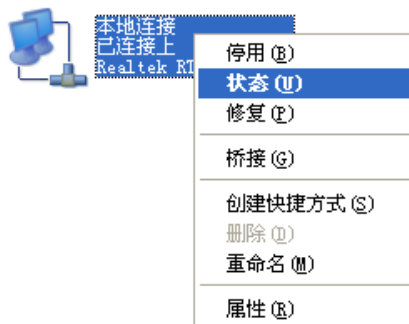 本地连接
已连接上
Realtek RT
停用(B)
状态(U)
修复(P)
桥接(G)
创建快捷方式(S)
删除(D)
重命名(M)
属性(R)